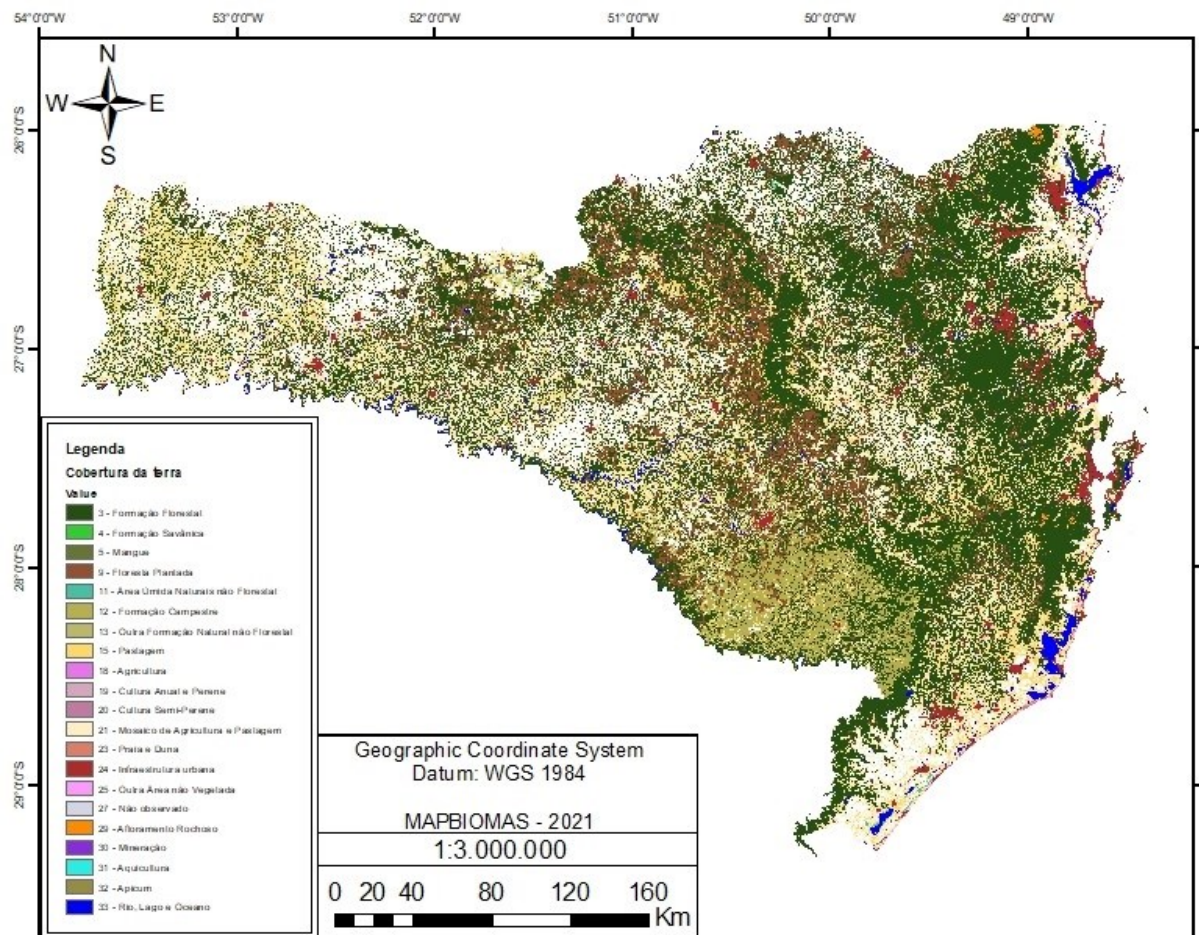 54°0'0"W
53°0'0"W
52°0'0"W
51°0'0"W
50°0'0"W
49°0'0"W
N
W
E
S
26°0'0"S
27°0'0"S
28°0'0"S
29°0'0"S
Legenda
Cobertura da terra
Value
3 - Formação Florestal
4 - Formação Savânica
5 - Mangue
9 - Floresta Plantada
11 - Área Úmida Naturais não Florestal
12 - Formação Campestre
13 - Outra Formação Natural não Florestal
15 - Pastagem
18 - Agricultura
19 - Cultura Anual e Perene
20 - Cultura Semi-Perene
21 - Mosaico de Agricultura e Pastagem
23 - Praia e Duna
24 - Infraestrutura urbana
25 - Outra Área não Vegetada
27 - Não observado
29 - Afloramento Rochoso
30 - Mineração
31 - Aquicultura
32 - Apicum
33 - Rio, Lago e Oceano
Geographic Coordinate System
Datum: WGS 1984
MAPBIOMAS - 2021
1:3.000.000
0 20 40 80 120 160
Km